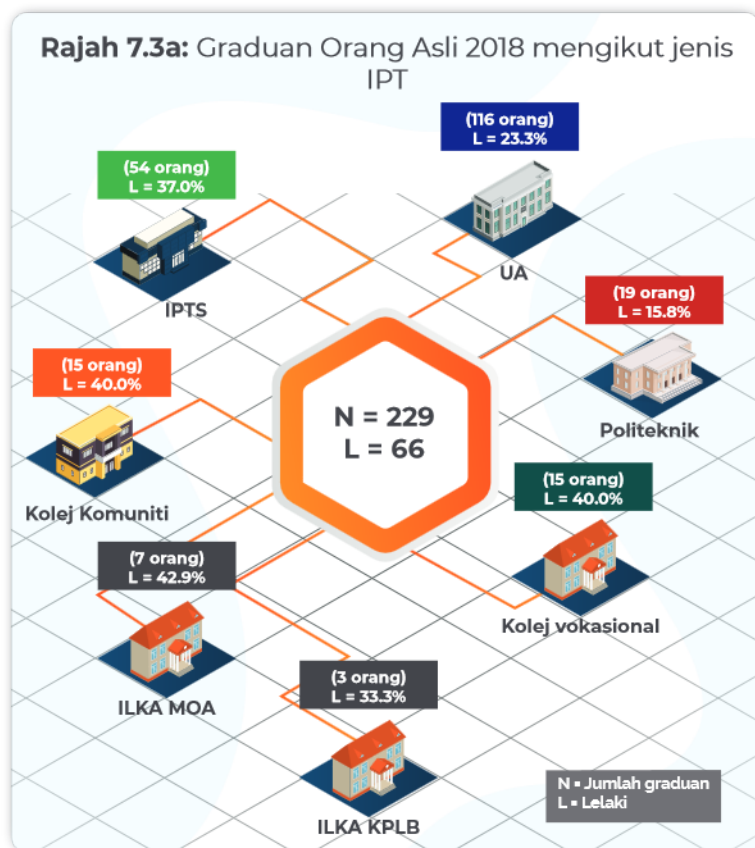 Rajah 7.3a: Graduan Orang Asli 2018 mengikut jenis
IPT
(116 orang)
L = 23.3%
UA
(54 orang)
L = 37.0%
IPTS
(19 orang)
L = 15.8%
Politeknik
(15 orang)
L = 40.0%
Kolej Komuniti
N = 229
L = 66
(15 orang)
L = 40.0%
Kolej vokasional
(7 orang)
L = 42.9%
ILKA MOA
(3 orang)
L = 33.3%
ILKA KPLB
N = Jumlah graduan
L = Lelaki